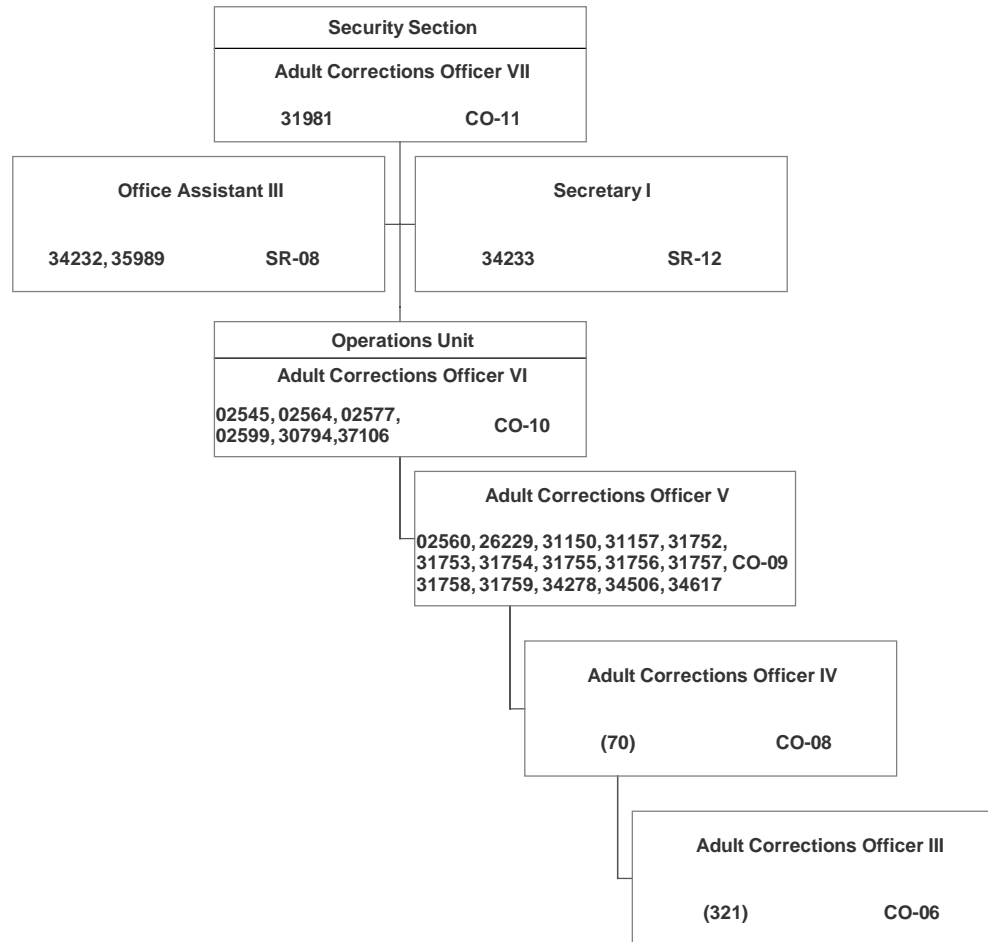 Security Section
Adult Corrections Officer VII
31981 CO-11
Office Assistant III
34232, 35989 SR-08
Secretary I
34233 SR-12
Operations Unit
Adult Corrections Officer VI
02545, 02564, 02577,
02599, 30794,37106 CO-10
Adult Corrections Officer V
02560, 26229, 31150, 31157, 31752,
31753, 31754, 31755, 31756, 31757, CO-09
31758, 31759, 34278, 34506, 34617
Adult Corrections Officer IV
(70) CO-08
Adult Corrections Officer III
(321) CO-06